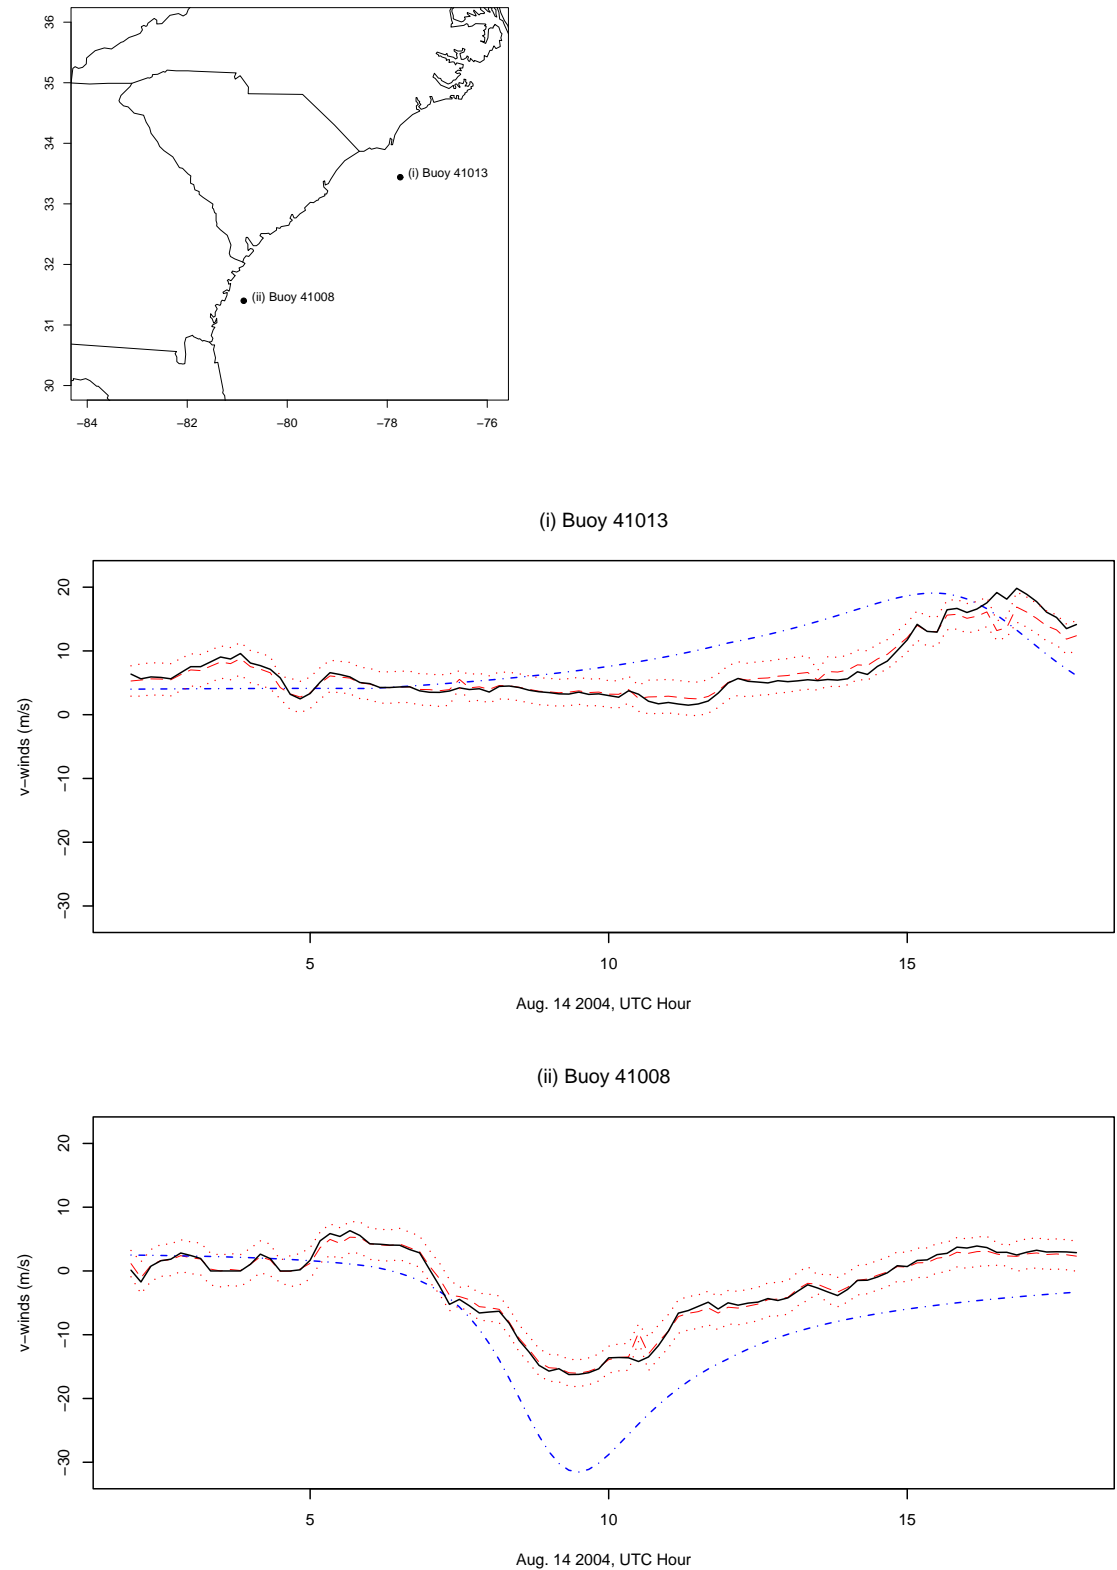 36
35
34
33
32
31
30
(i) Buoy 41013
(ii) Buoy 41008
−84 −82 −80 −78 −76
(i) Buoy 41013
v−winds (m/s)
20
10
0
−10
−20
−30
5 10 15
Aug. 14 2004, UTC Hour
(ii) Buoy 41008
v−winds (m/s)
20
10
0
−10
−20
−30
5 10 15
Aug. 14 2004, UTC Hour